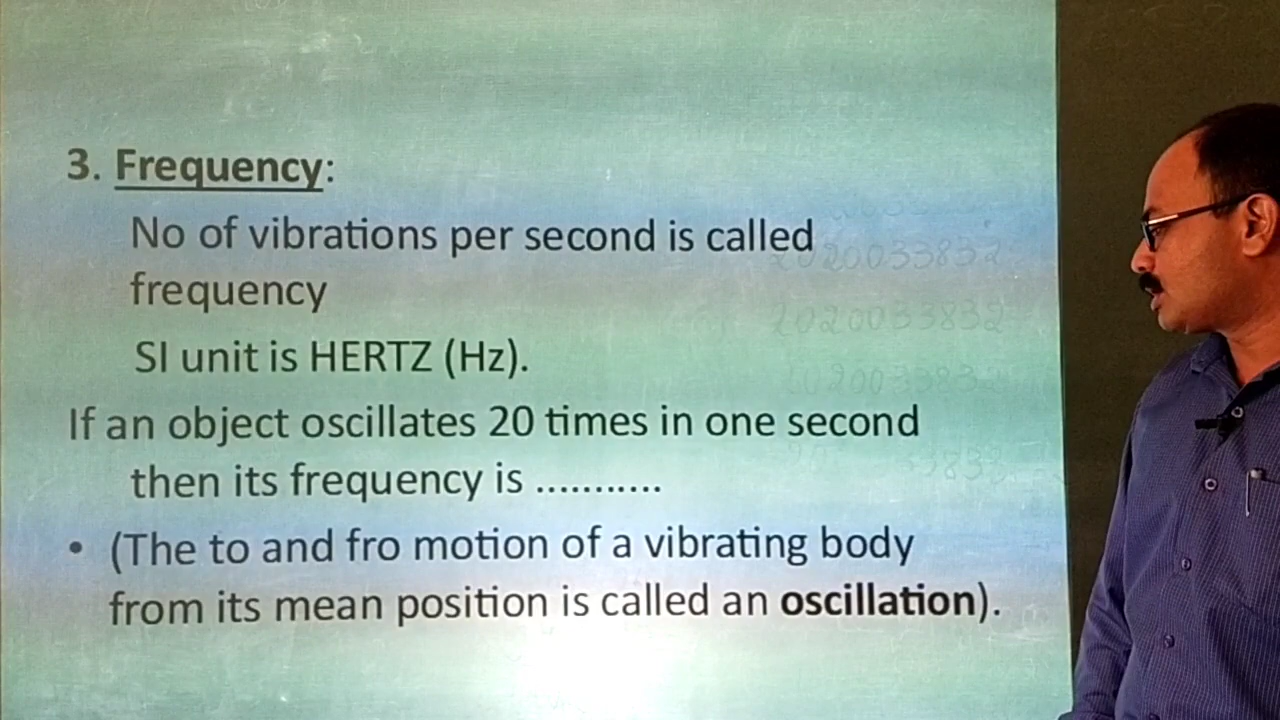 3. Frequency:
No of vibrations per second is called
frequency
SI unit is HERTZ (Hz).
If an object oscillates 20 times in one second
then its frequency is ...........
• (The to and fro motion of a vibrating body
from its mean position is called an oscillation).
2020033832
2020033832